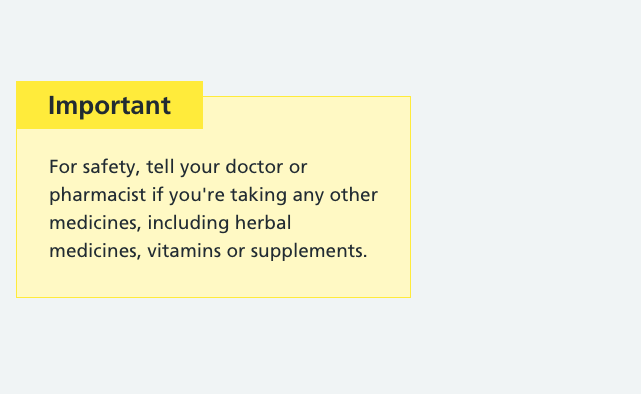 Important
For safety, tell your doctor or
pharmacist if you're taking any other
medicines, including herbal
medicines, vitamins or supplements.